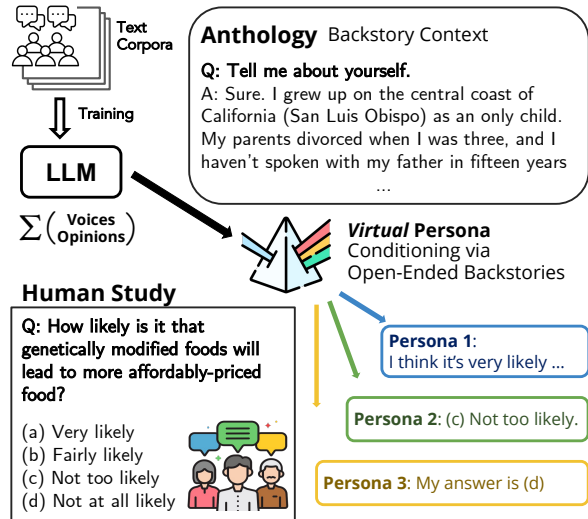 Text
Corpora
Training
LLM
∑(Voices
Opinions)
Anthology Backstory Context
Q: Tell me about yourself.
A: Sure. I grew up on the central coast of
California (San Luis Obispo) as an only child.
My parents divorced when I was three, and I
haven't spoken with my father in fifteen years
...
Virtual Persona
Conditioning via
Open-Ended Backstories
Human Study
Q: How likely is it that
genetically modified foods will
lead to more affordably-priced
food?
(a) Very likely
(b) Fairly likely
(c) Not too likely
(d) Not at all likely
Persona 1:
I think it's very likely ...
Persona 2: (c) Not too likely.
Persona 3: My answer is (d)